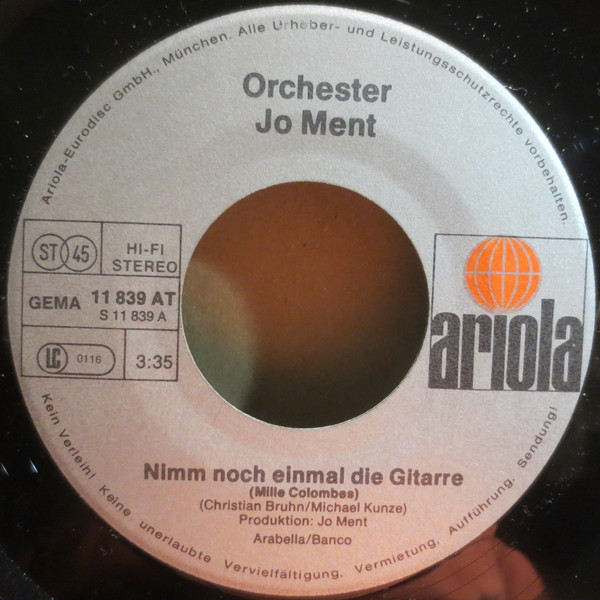 Ariola-Eurodisc GmbH., München. Alle Urheber- und Leistungsschutzrechte vorbehalten.
Orchester
Jo Ment
ST 45
HI-FI
STEREO
GEMA 11 839 AT
S 11 839 A
LC 0116
3:35
ariola
Nimm noch einmal die Gitarre
(Mille Colombes)
(Christian Bruhn/Michael Kunze)
Produktion: Jo Ment
Arabella/Banco
Kein Verleih! Keine unerlaubte Vervielfältigung, Vermietung, Aufführung, Sendung!